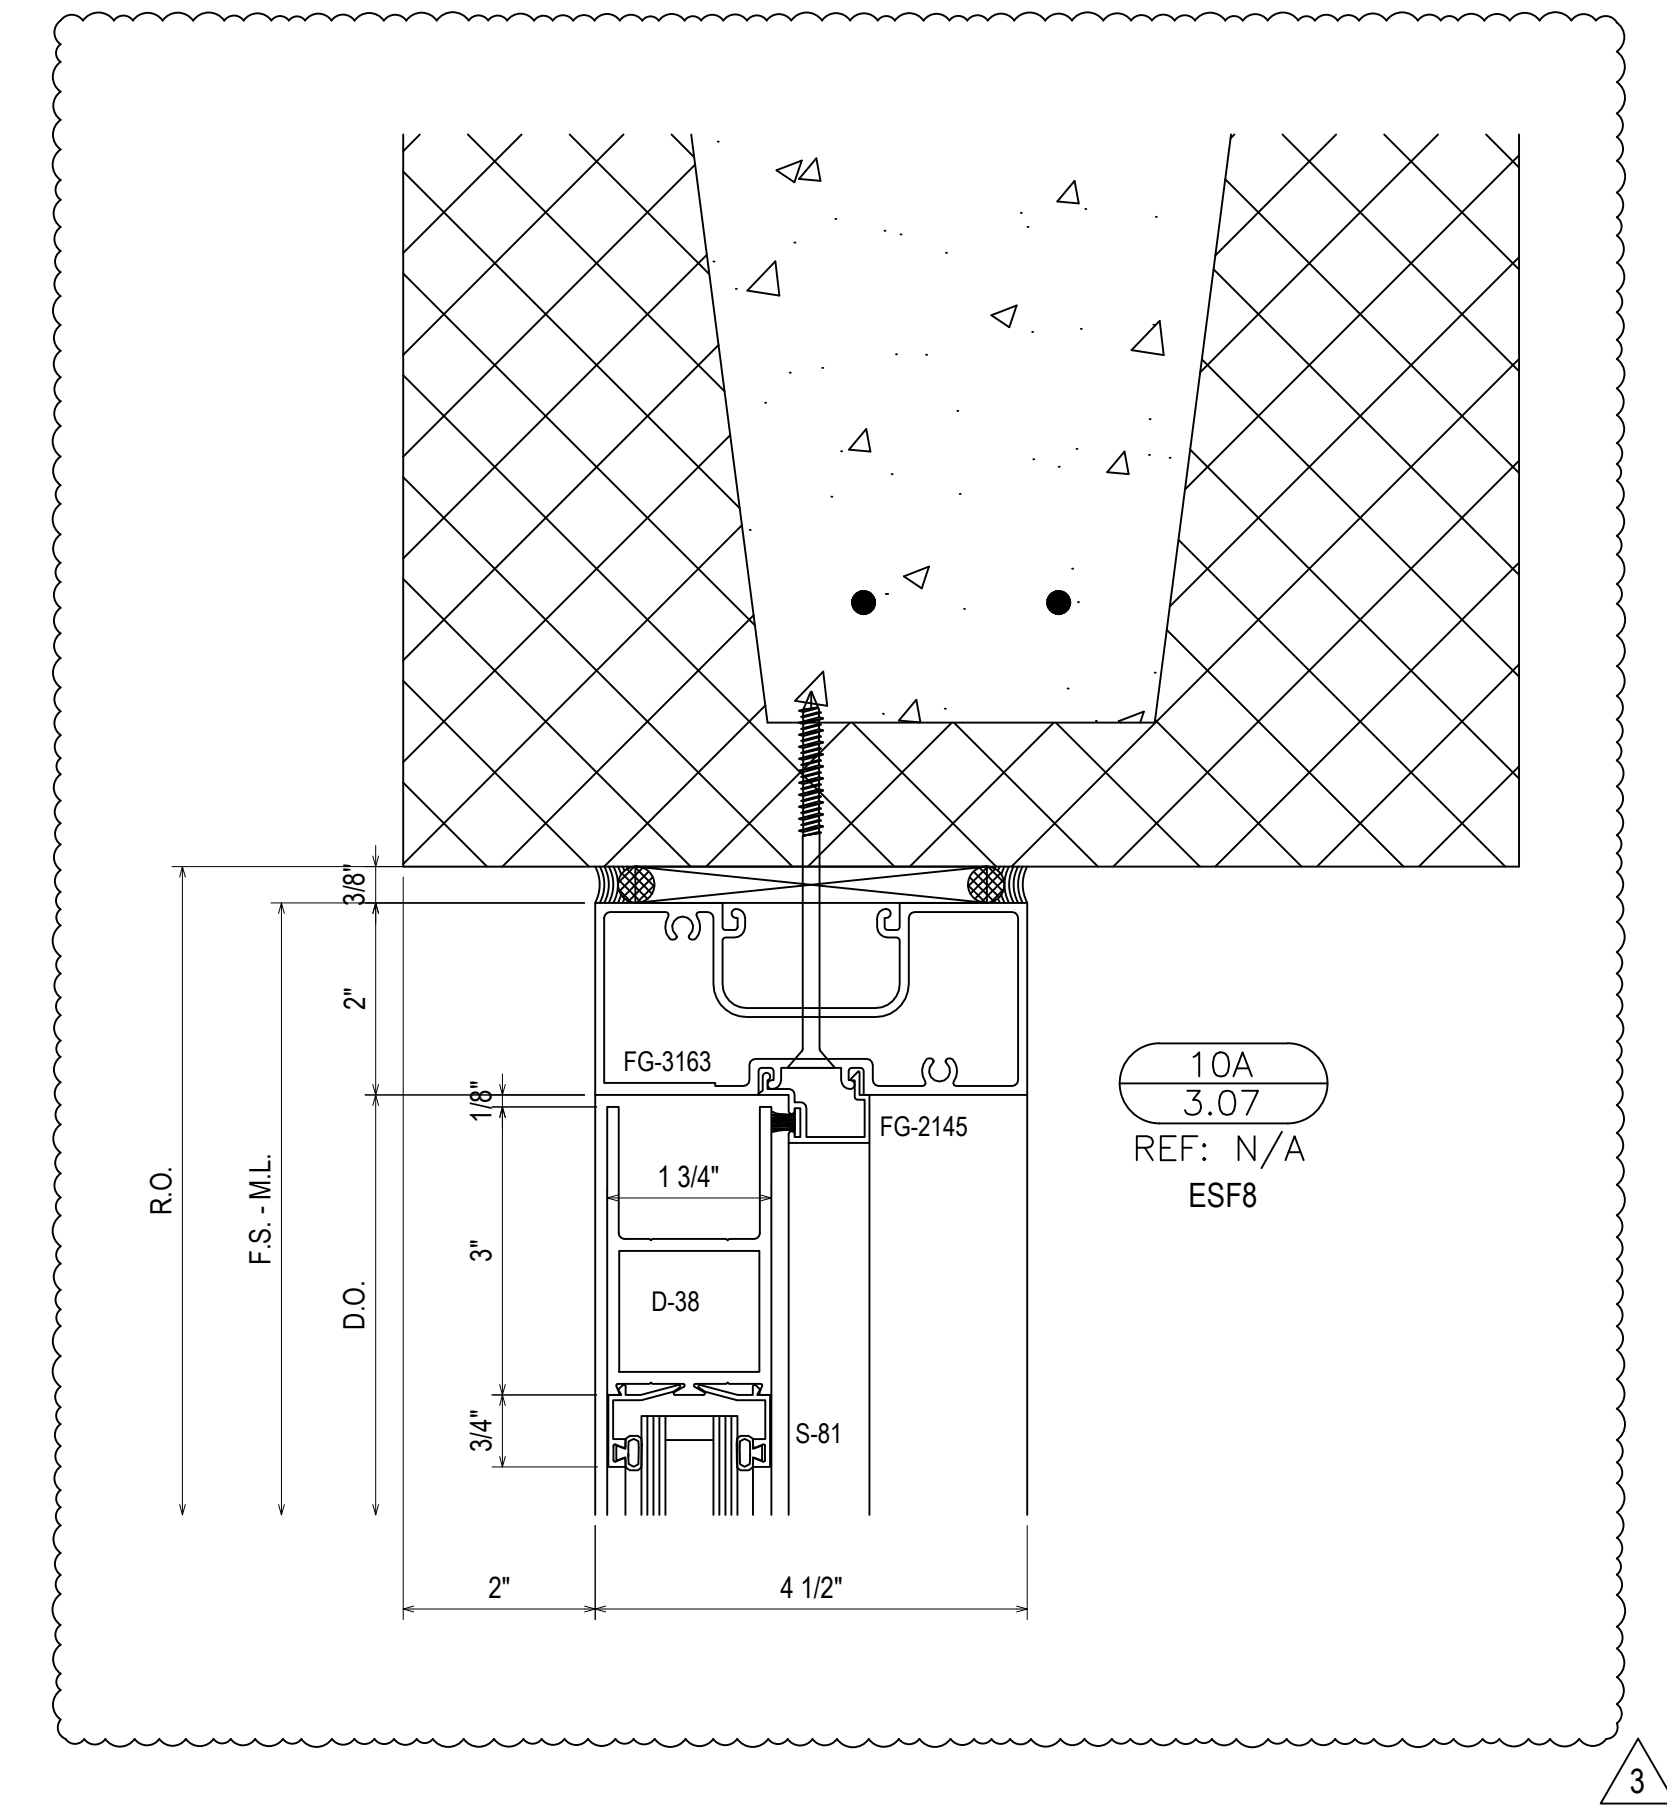 3/8"
2"
FG-3163
1/8"
FG-2145
10A
3.07
REF: N/A
ESF8
R.O.
F.S. - M.L.
D.O.
1 3/4"
3"
D-38
3/4"
S-81
2"
4 1/2"
3